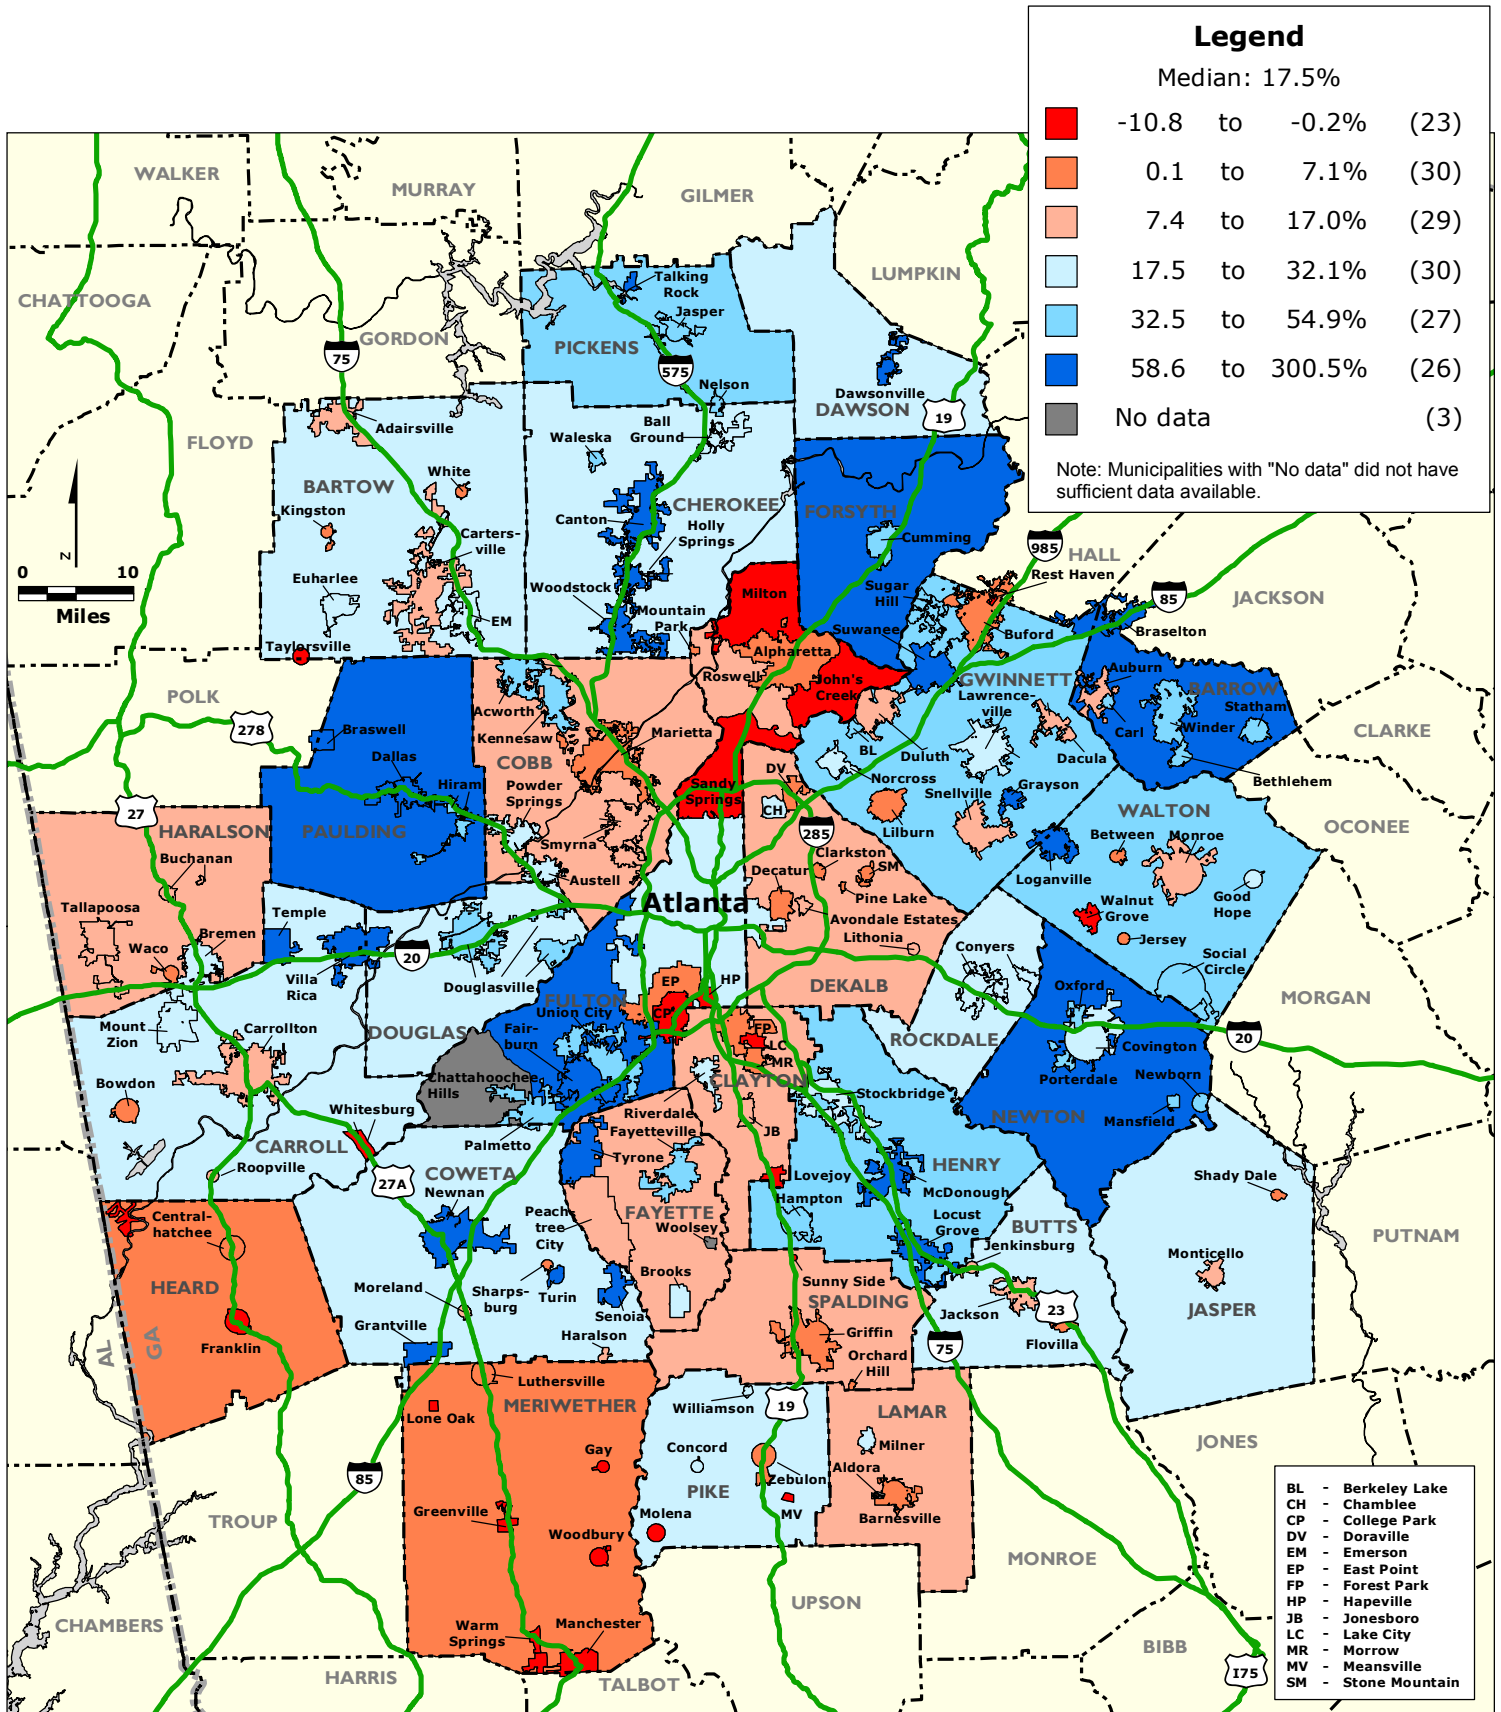 Legend
Median: 17.5%
-10.8 to -0.2% (23)
0.1 to 7.1% (30)
7.4 to 17.0% (29)
17.5 to 32.1% (30)
32.5 to 54.9% (27)
58.6 to 300.5% (26)
No data (3)
Note: Municipalities with "No data" did not have
sufficient data available.
WALKER
MURRAY
GILMER
LUMPKIN
CHATTOOGA
GORDON
75
Talking
Rock
Jasper
PICKENS
575
Nelson
Dawsonville
DAWSON
19
FLOYD
Adairsville
Waleska
Ball
Ground
White
BARTOW
Kingston
CHEROKEE
Canton
Holly
Springs
FORSYTH
Cumming
Carters-
ville
985
HALL
Rest Haven
N
0 10
Miles
Euharlee
EM
Woodstock
Mountain
Park
Milton
Sugar
Hill
Suwanee
Buford
85
JACKSON
Braselton
Taylorsville
Alpharetta
Roswell
John's
Creek
GWINNETT
Lawrence-
ville
Auburn
BARROW
Statham
POLK
278
Braswell
Acworth
Kennesaw
Marietta
BL
Duluth
Dacula
Carl
Winder
Bethlehem
CLARKE
Dallas
COBB
Hiram
Powder
Springs
Sandy
Springs
DV
CH
Norcross
Snellville
Grayson
27
HARALSON
PAULDING
Smyrna
285
Lilburn
WALTON
Between
Monroe
OCONEE
Buchanan
Austell
Clarkston
SM
Decatur
Pine Lake
Loganville
Good
Hope
Tallapoosa
Temple
Atlanta
Avondale Estates
Walnut
Grove
Waco
Bremen
Lithonia
Conyers
Jersey
20
Villa
Rica
Douglasville
EP
HP
DEKALB
Social
Circle
Oxford
MORGAN
FULTON
Union City
CP
Mount
Zion
Carrollton
DOUGLAS
Fair-
burn
FP
LC
MR
ROCKDALE
Covington
20
Bowdon
Chattahoochee
Hills
CLAYTON
Porterdale
Newborn
Stockbridge
Whitesburg
Riverdale
NEWTON
Mansfield
CARROLL
Palmetto
Fayetteville
JB
Roopville
27A
COWETA
Tyrone
Lovejoy
HENRY
McDonough
Shady Dale
Newnan
Hampton
Central-
hatchee
Peach
tree
City
FAYETTE
Woolsey
Locust
Grove
BUTTS
Jenkinsburg
PUTNAM
HEARD
Moreland
Sharps-
burg
Turin
Brooks
Sunny Side
SPALDING
Monticello
AL
GA
Grantville
Senoia
Jackson
23
JASPER
Franklin
Haralson
Griffin
75
Flovilla
Orchard
Hill
Luthersville
MERIWETHER
Williamson
19
LAMAR
Lone Oak
JONES
Gay
Concord
Milner
85
Aldora
Zebulon
Greenville
PIKE
Barnesville
TROUP
Woodbury
Molena
MV
MONROE
CHAMBERS
Warm
Springs
Manchester
UPSON
BIBB
HARRIS
TALBOT
I75
BL - Berkeley Lake
CH - Chamblee
CP - College Park
DV - Doraville
EM - Emerson
EP - East Point
FP - Forest Park
HP - Hapeville
JB - Jonesboro
LC - Lake City
MR - Morrow
MV - Meansville
SM - Stone Mountain